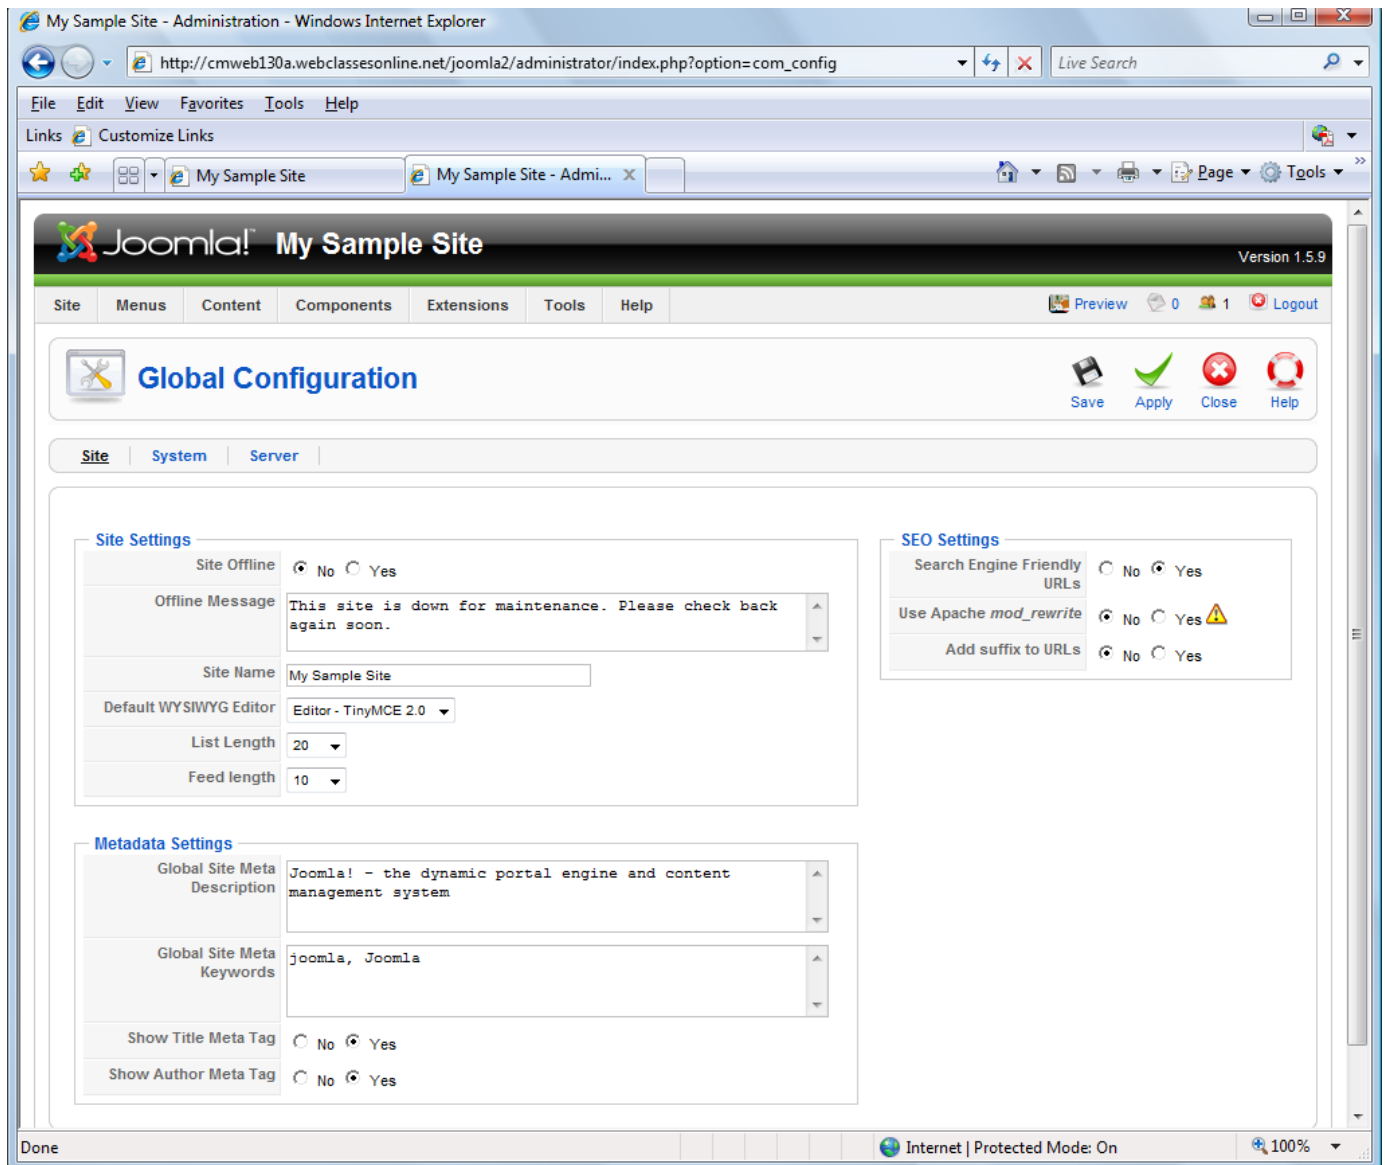 My Sample Site - Administration - Windows Internet Explorer
http://cmweb130a.webclassesonline.net/joomla2/administrator/index.php?option=com_config
Live Search
File Edit View Favorites Tools Help
Links Customize Links
My Sample Site
My Sample Site - Admi... X
Page Tools
Joomla! My Sample Site
Version 1.5.9
Site Menus Content Components Extensions Tools Help
Preview 0 1 Logout
Global Configuration
Save Apply Close Help
Site System Server
Site Settings
Site Offline No Yes
Offline Message
This site is down for maintenance. Please check back
again soon.
Site Name My Sample Site
Default WYSIWYG Editor Editor - TinyMCE 2.0
List Length 20
Feed length 10
SEO Settings
Search Engine Friendly
URLs
No Yes
Use Apache mod_rewrite No Yes
Add suffix to URLs No Yes
Metadata Settings
Global Site Meta
Description
Joomla! - the dynamic portal engine and content
management system
Global Site Meta
Keywords
joomla, Joomla
Show Title Meta Tag No Yes
Show Author Meta Tag No Yes
Done
Internet | Protected Mode: On
100%